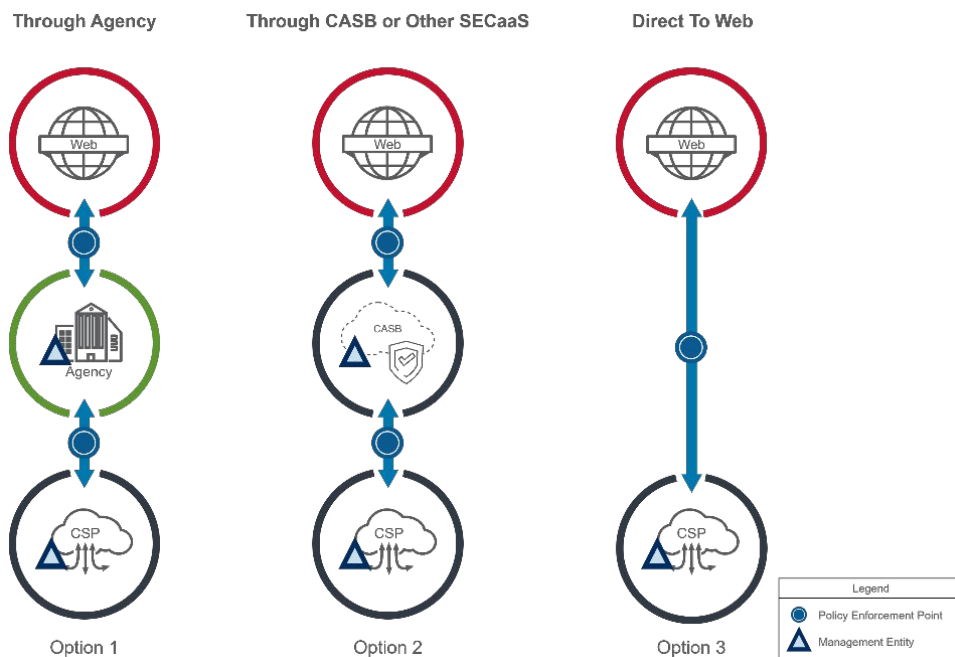 Through Agency
Through CASB or Other SECaaS
Direct To Web
Web
Web
Web
Agency
CASB
CSP
CSP
CSP
Option 1
Option 2
Option 3
Legend
Policy Enforcement Point
Management Entity